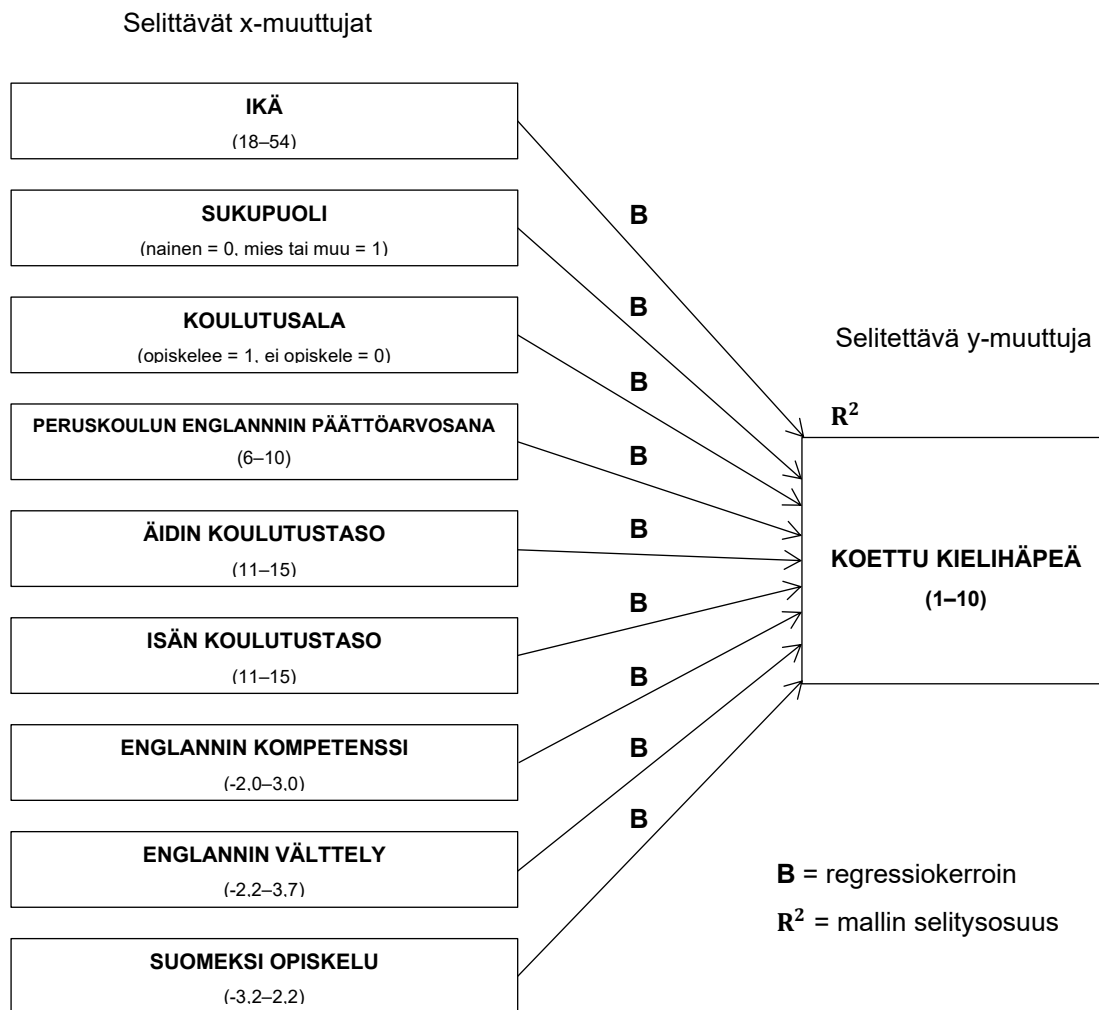 Selittävät x-muuttujat
IKÄ
(18–54)
B
SUKUPUOLI
(nainen = 0, mies tai muu = 1)
B
KOULUTUSALA
(opiskelee = 1, ei opiskele = 0)
B
Selitettävä y-muuttuja
PERUSKOULUN ENGLANNNIN PÄÄTTÖARVOSANA
(6–10)
B
R²
ÄIDIN KOULUTUSTASO
(11–15)
B
KOETTU KIELIHÄPEÄ
(1–10)
ISÄN KOULUTUSTASO
(11–15)
B
ENGLANNIN KOMPETENSSI
(-2,0–3,0)
B
ENGLANNIN VÄLTTELY
(-2,2–3,7)
B
SUOMEKSI OPISKELU
(-3,2–2,2)
B
B = regressiokerroin
R² = mallin selitysosuus